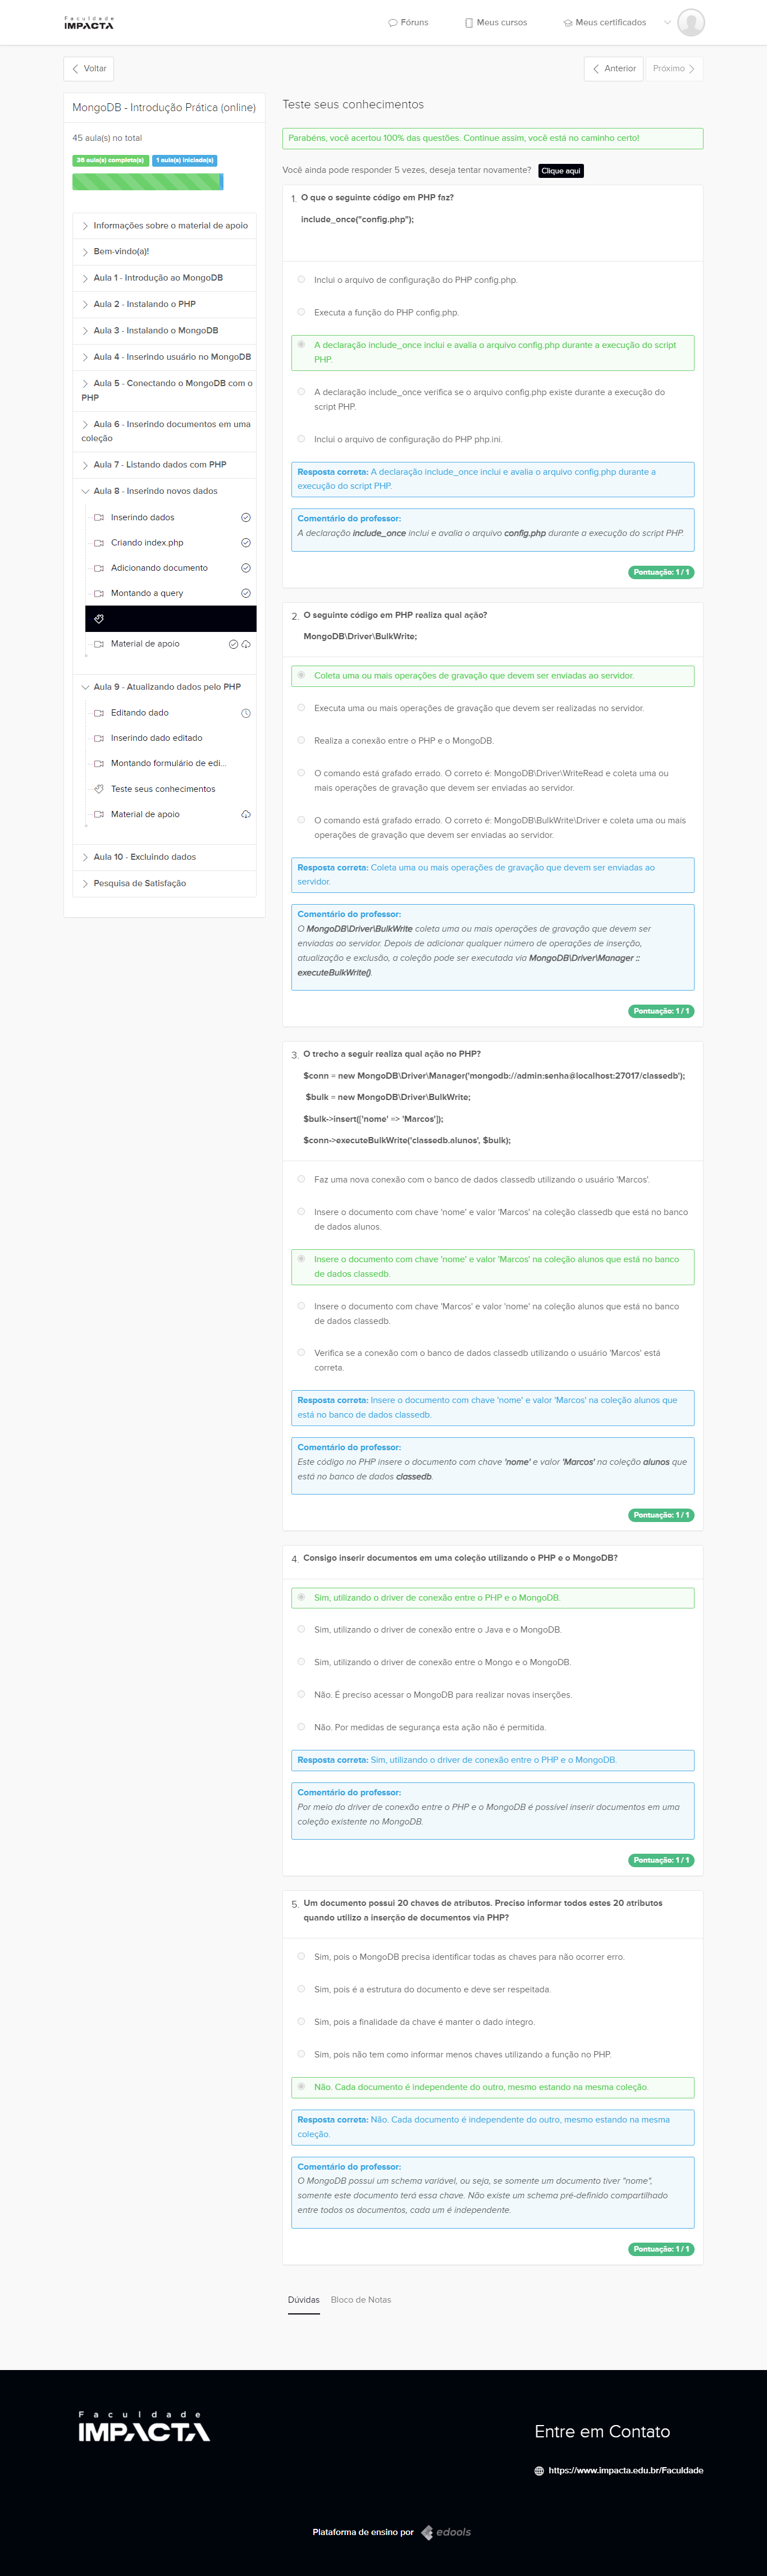 Faculdade
IMPACTA
Fóruns
Meus cursos
Meus certificados
Voltar
Anterior
Próximo
MongoDB - Introdução Prática (online)
45 aula(s) no total
36 aula(s) completa(s)
1 aula(s) iniciada(s)
Informações sobre o material de apoio
Bem-vindo(a)!
Aula 1 - Introdução ao MongoDB
Aula 2 - Instalando o PHP
Aula 3 - Instalando o MongoDB
Aula 4 - Inserindo usuário no MongoDB
Aula 5 - Conectando o MongoDB com o
PHP
Aula 6 - Inserindo documentos em uma
coleção
Aula 7 - Listando dados com PHP
Aula 8 - Inserindo novos dados
Inserindo dados
Criando index.php
Adicionando documento
Montando a query
Material de apoio
Aula 9 - Atualizando dados pelo PHP
Editando dado
Inserindo dado editado
Montando formulário de edi...
Teste seus conhecimentos
Material de apoio
Aula 10 - Excluindo dados
Pesquisa de Satisfação
Teste seus conhecimentos
Parabéns, você acertou 100% das questões. Continue assim, você está no caminho certo!
Você ainda pode responder 5 vezes, deseja tentar novamente? Clique aqui
1. O que o seguinte código em PHP faz?
include_once("config.php");
Inclui o arquivo de configuração do PHP config.php.
Executa a função do PHP config.php.
A declaração include_once inclui e avalia o arquivo config.php durante a execução do script
PHP.
A declaração include_once verifica se o arquivo config.php existe durante a execução do
script PHP.
Inclui o arquivo de configuração do PHP php.ini.
Resposta correta: A declaração include_once inclui e avalia o arquivo config.php durante a
execução do script PHP.
Comentário do professor:
A declaração include_once inclui e avalia o arquivo config.php durante a execução do script PHP.
Pontuação: 1 / 1
2. O seguinte código em PHP realiza qual ação?
MongoDB\Driver\BulkWrite;
Coleta uma ou mais operações de gravação que devem ser enviadas ao servidor.
Executa uma ou mais operações de gravação que devem ser realizadas no servidor.
Realiza a conexão entre o PHP e o MongoDB.
O comando está grafado errado. O correto é: MongoDB\Driver\WriteRead e coleta uma ou
mais operações de gravação que devem ser enviadas ao servidor.
O comando está grafado errado. O correto é: MongoDB\BulkWrite\Driver e coleta uma ou mais
operações de gravação que devem ser enviadas ao servidor.
Resposta correta: Coleta uma ou mais operações de gravação que devem ser enviadas ao
servidor.
Comentário do professor:
O MongoDB\Driver\BulkWrite coleta uma ou mais operações de gravação que devem ser
enviadas ao servidor. Depois de adicionar qualquer número de operações de inserção,
atualização e exclusão, a coleção pode ser executada via MongoDB\Driver\Manager ::
executeBulkWrite().
Pontuação: 1 / 1
3. O trecho a seguir realiza qual ação no PHP?
$conn = new MongoDB\Driver\Manager('mongodb://admin:senha@localhost:27017/classedb');
$bulk = new MongoDB\Driver\BulkWrite;
$bulk->insert(['nome' => 'Marcos']);
$conn->executeBulkWrite('classedb.alunos', $bulk);
Faz uma nova conexão com o banco de dados classedb utilizando o usuário 'Marcos'.
Insere o documento com chave 'nome' e valor 'Marcos' na coleção classedb que está no banco
de dados alunos.
Insere o documento com chave 'nome' e valor 'Marcos' na coleção alunos que está no banco
de dados classedb.
Insere o documento com chave 'Marcos' e valor 'nome' na coleção alunos que está no banco
de dados classedb.
Verifica se a conexão com o banco de dados classedb utilizando o usuário 'Marcos' está
correta.
Resposta correta: Insere o documento com chave 'nome' e valor 'Marcos' na coleção alunos que
está no banco de dados classedb.
Comentário do professor:
Este código no PHP insere o documento com chave 'nome' e valor 'Marcos' na coleção alunos que
está no banco de dados classedb.
Pontuação: 1 / 1
4. Consigo inserir documentos em uma coleção utilizando o PHP e o MongoDB?
Sim, utilizando o driver de conexão entre o PHP e o MongoDB.
Sim, utilizando o driver de conexão entre o Java e o MongoDB.
Sim, utilizando o driver de conexão entre o Mongo e o MongoDB.
Não. É preciso acessar o MongoDB para realizar novas inserções.
Não. Por medidas de segurança esta ação não é permitida.
Resposta correta: Sim, utilizando o driver de conexão entre o PHP e o MongoDB.
Comentário do professor:
Por meio do driver de conexão entre o PHP e o MongoDB é possível inserir documentos em uma
coleção existente no MongoDB.
Pontuação: 1 / 1
5. Um documento possui 20 chaves de atributos. Preciso informar todos estes 20 atributos
quando utilizo a inserção de documentos via PHP?
Sim, pois o MongoDB precisa identificar todas as chaves para não ocorrer erro.
Sim, pois é a estrutura do documento e deve ser respeitada.
Sim, pois a finalidade da chave é manter o dado íntegro.
Sim, pois não tem como informar menos chaves utilizando a função no PHP.
Não. Cada documento é independente do outro, mesmo estando na mesma coleção.
Resposta correta: Não. Cada documento é independente do outro, mesmo estando na mesma
coleção.
Comentário do professor:
O MongoDB possui um schema variável, ou seja, se somente um documento tiver "nome",
somente este documento terá essa chave. Não existe um schema pré-definido compartilhado
entre todos os documentos, cada um é independente.
Pontuação: 1 / 1
Dúvidas
Bloco de Notas
Faculdade
IMPACTA
Entre em Contato
https://www.impacta.edu.br/Faculdade
Plataforma de ensino por edools